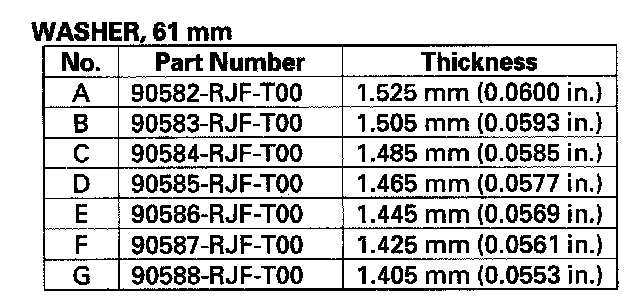 WASHER, 61 mm
No. Part Number Thickness
A 90582-RJF-T00 1.525 mm (0.0600 in.)
B 90583-RJF-T00 1.505 mm (0.0593 in.)
C 90584-RJF-T00 1.485 mm (0.0585 in.)
D 90585-RJF-T00 1.465 mm (0.0577 in.)
E 90586-RJF-T00 1.445 mm (0.0569 in.)
F 90587-RJF-T00 1.425 mm (0.0561 in.)
G 90588-RJF-T00 1.405 mm (0.0553 in.)